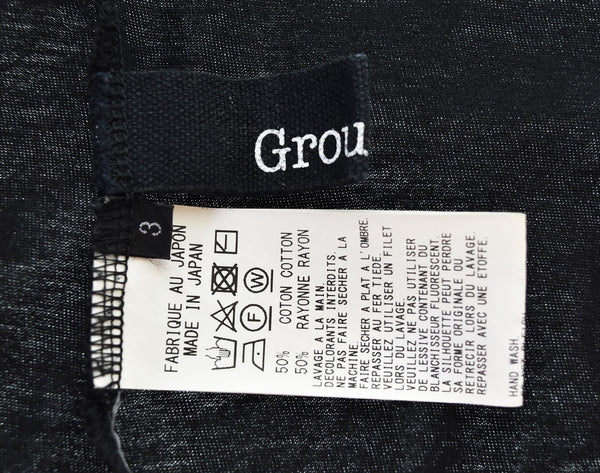 Grou
3
FABRIQUE AU JAPON
MADE IN JAPAN
F W
50% COTON COTTON
50% RAYONNE RAYON
LAVAGE A LA MAIN.
DECOLORANTS INTERDITS.
NE PAS FAIRE SECHER A LA
MACHINE.
FAIRE SECHER A PLAT A L'OMBRE.
REPASSER AU FER TIEDE.
VEUILLEZ UTILISER UN FILET
LORS DU LAVAGE.
VEUILLEZ NE PAS UTILISER
DE LESSIVE CONTENANT DU
BLANCHISSEUR FLUORESCENT.
LA SILHOUETTE PEUT PERDRE
SA FORME ORIGINALE OU
RETRECIR LORS DU LAVAGE.
REPASSER AVEC UNE ETOFFE.
HAND WASH.